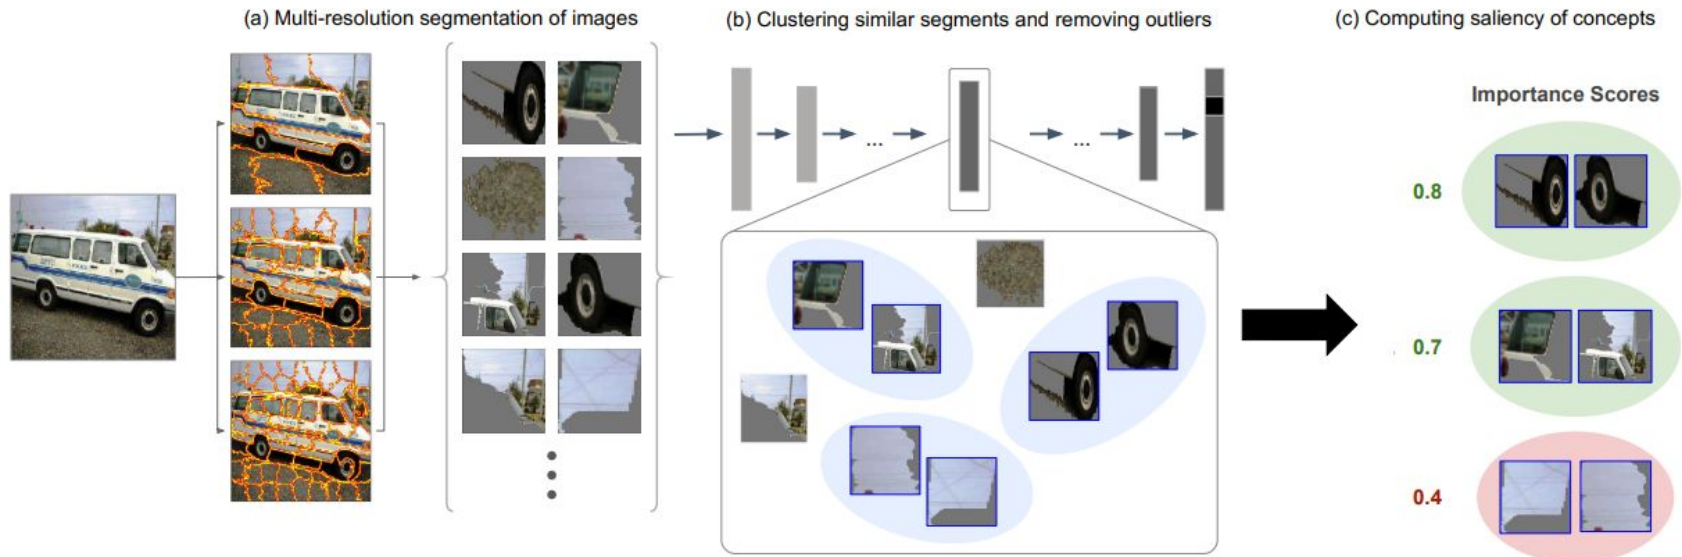 (a) Multi-resolution segmentation of images
(b) Clustering similar segments and removing outliers
(c) Computing saliency of concepts
Importance Scores
...
...
0.8
0.7
0.4